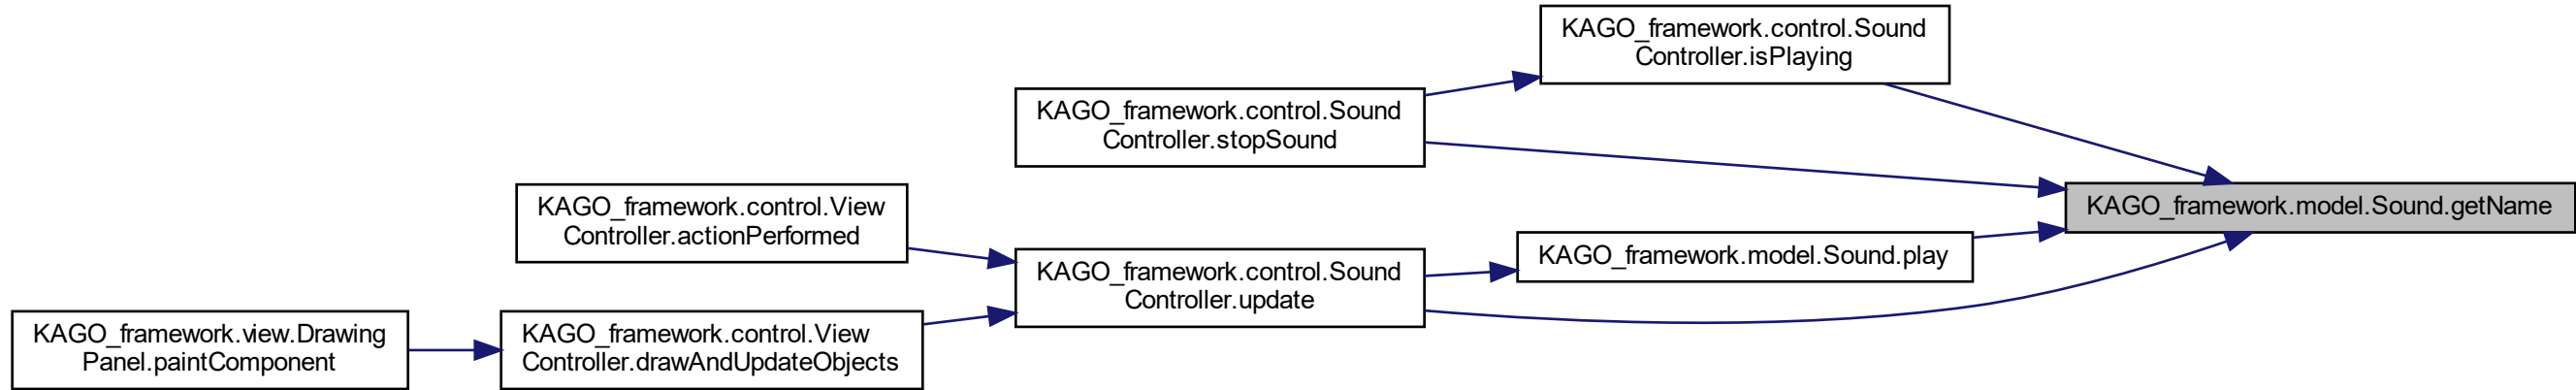 KAGO_framework.control.Sound
Controller.isPlaying
KAGO_framework.control.Sound
Controller.stopSound
KAGO_framework.control.View
Controller.actionPerformed
KAGO_framework.model.Sound.getName
KAGO_framework.model.Sound.play
KAGO_framework.control.Sound
Controller.update
KAGO_framework.view.Drawing
Panel.paintComponent
KAGO_framework.control.View
Controller.drawAndUpdateObjects